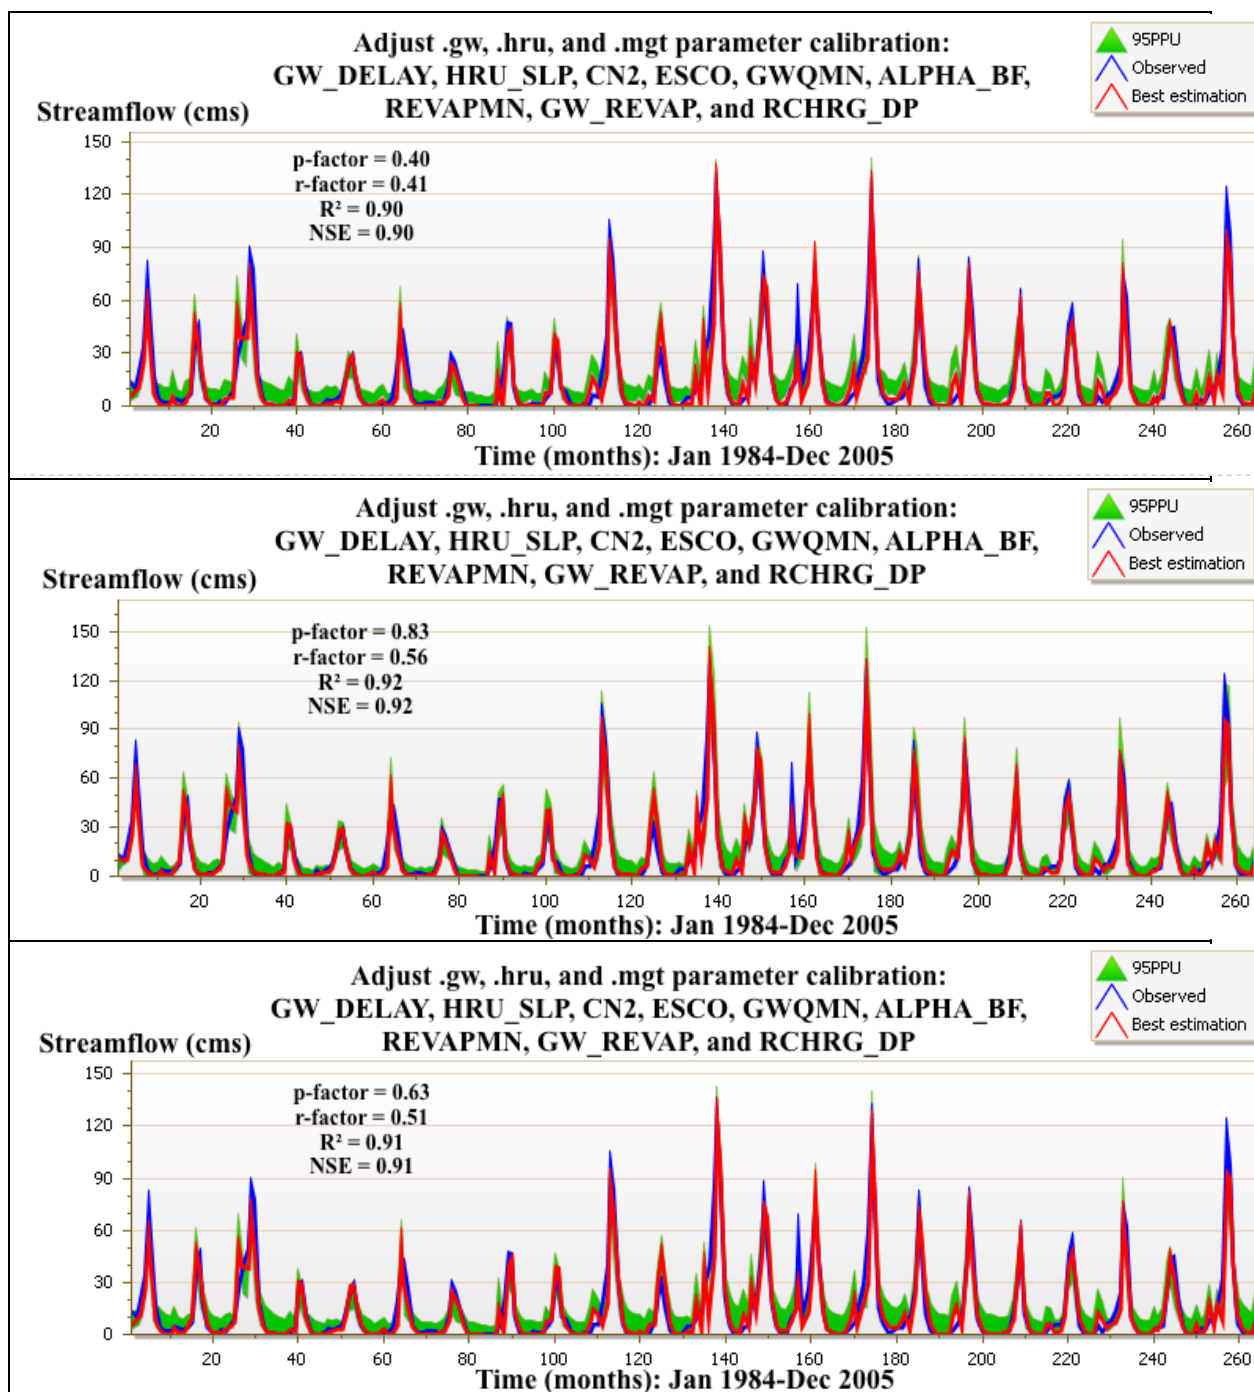 Adjust .gw, .hru, and .mgt parameter calibration:
GW_DELAY, HRU_SLP, CN2, ESCO, GWQMN, ALPHA_BF,
REVAPMN, GW_REVAP, and RCHRG_DP
95PPU
Observed
Best estimation
Streamflow (cms)
p-factor = 0.40
r-factor = 0.41
R² = 0.90
NSE = 0.90
150
120
90
60
30
0
20 40 60 80 100 120 140 160 180 200 220 240 260
Time (months): Jan 1984-Dec 2005
Adjust .gw, .hru, and .mgt parameter calibration:
GW_DELAY, HRU_SLP, CN2, ESCO, GWQMN, ALPHA_BF,
REVAPMN, GW_REVAP, and RCHRG_DP
95PPU
Observed
Best estimation
Streamflow (cms)
p-factor = 0.83
r-factor = 0.56
R² = 0.92
NSE = 0.92
150
120
90
60
30
0
20 40 60 80 100 120 140 160 180 200 220 240 260
Time (months): Jan 1984-Dec 2005
Adjust .gw, .hru, and .mgt parameter calibration:
GW_DELAY, HRU_SLP, CN2, ESCO, GWQMN, ALPHA_BF,
REVAPMN, GW_REVAP, and RCHRG_DP
95PPU
Observed
Best estimation
Streamflow (cms)
p-factor = 0.63
r-factor = 0.51
R² = 0.91
NSE = 0.91
150
120
90
60
30
0
20 40 60 80 100 120 140 160 180 200 220 240 260
Time (months): Jan 1984-Dec 2005